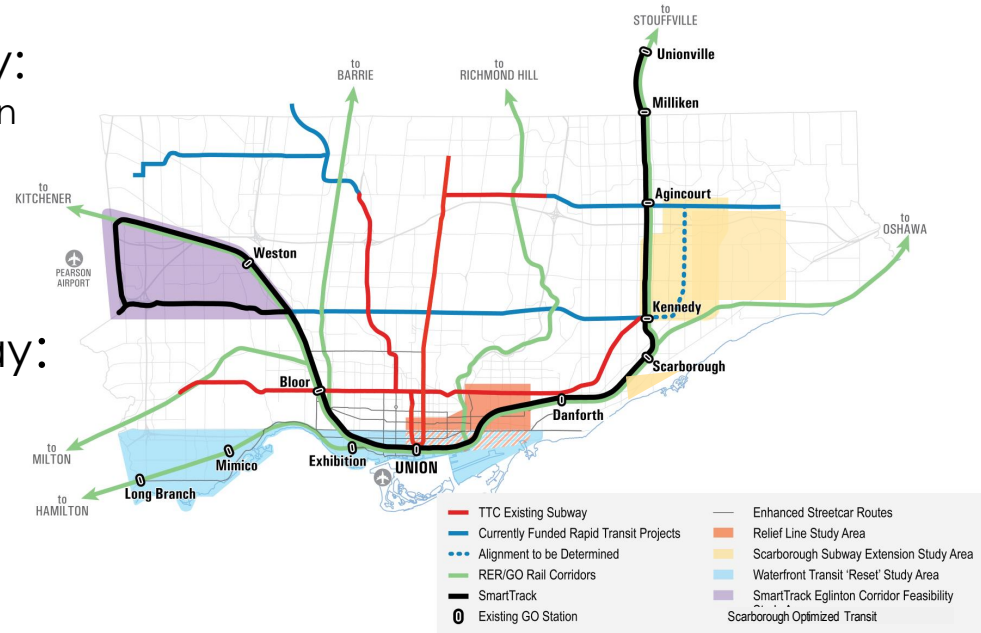 y:
n
ay:
to
STOUFFVILLE
Unionville
to
BARRIE
to
RICHMOND HILL
Milliken
to
KITCHENER
Agincourt
to
OSHAWA
PEARSON
AIRPORT
Weston
Kennedy
Scarborough
Bloor
Danforth
to
MILTON
Mimico
Exhibition
UNION
Long Branch
to
HAMILTON
TTC Existing Subway
Currently Funded Rapid Transit Projects
Alignment to be Determined
RER/GO Rail Corridors
SmartTrack
Existing GO Station
Enhanced Streetcar Routes
Relief Line Study Area
Scarborough Subway Extension Study Area
Waterfront Transit ‘Reset’ Study Area
SmartTrack Eglinton Corridor Feasibility
Scarborough Optimized Transit